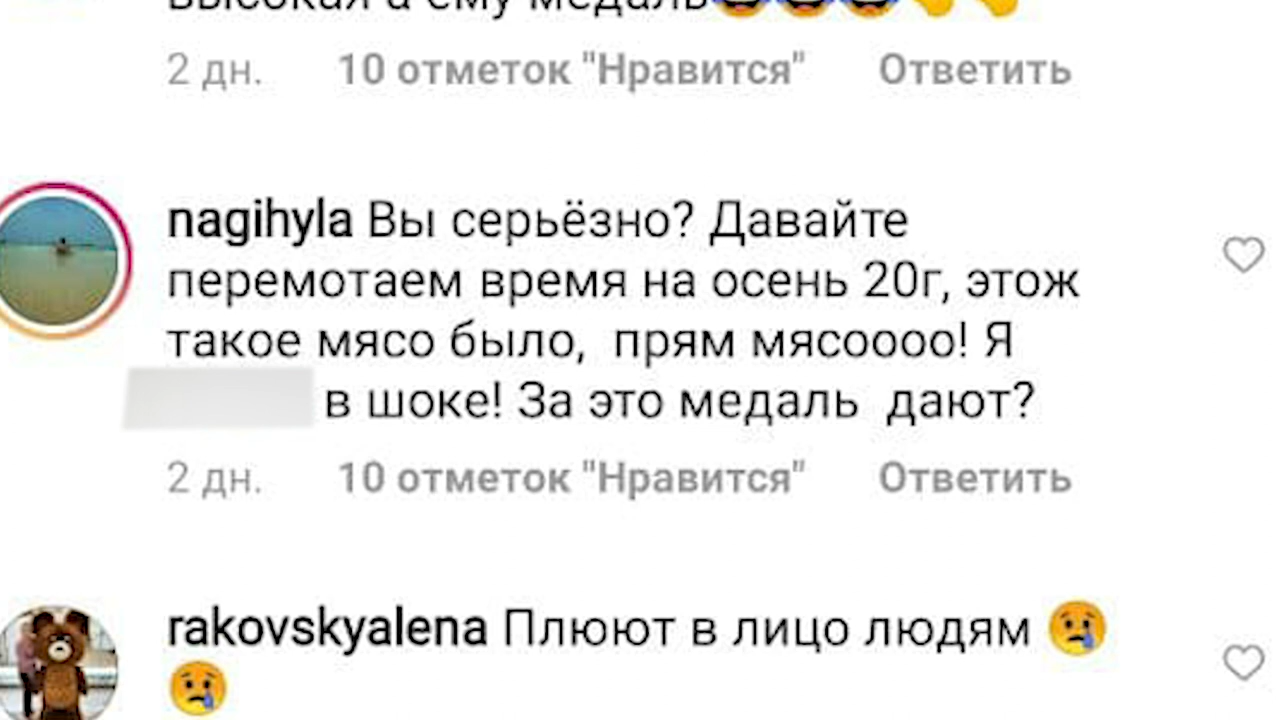 высокая а ему медаль
2 дн. 10 отметок "Нравится" Ответить
nagihyla Вы серьёзно? Давайте
перемотаем время на осень 20г, этож
такое мясо было, прям мясоооо! Я
в шоке! За это медаль дают?
2 дн. 10 отметок "Нравится" Ответить
rakovskyalena Плюют в лицо людям 😢
😢